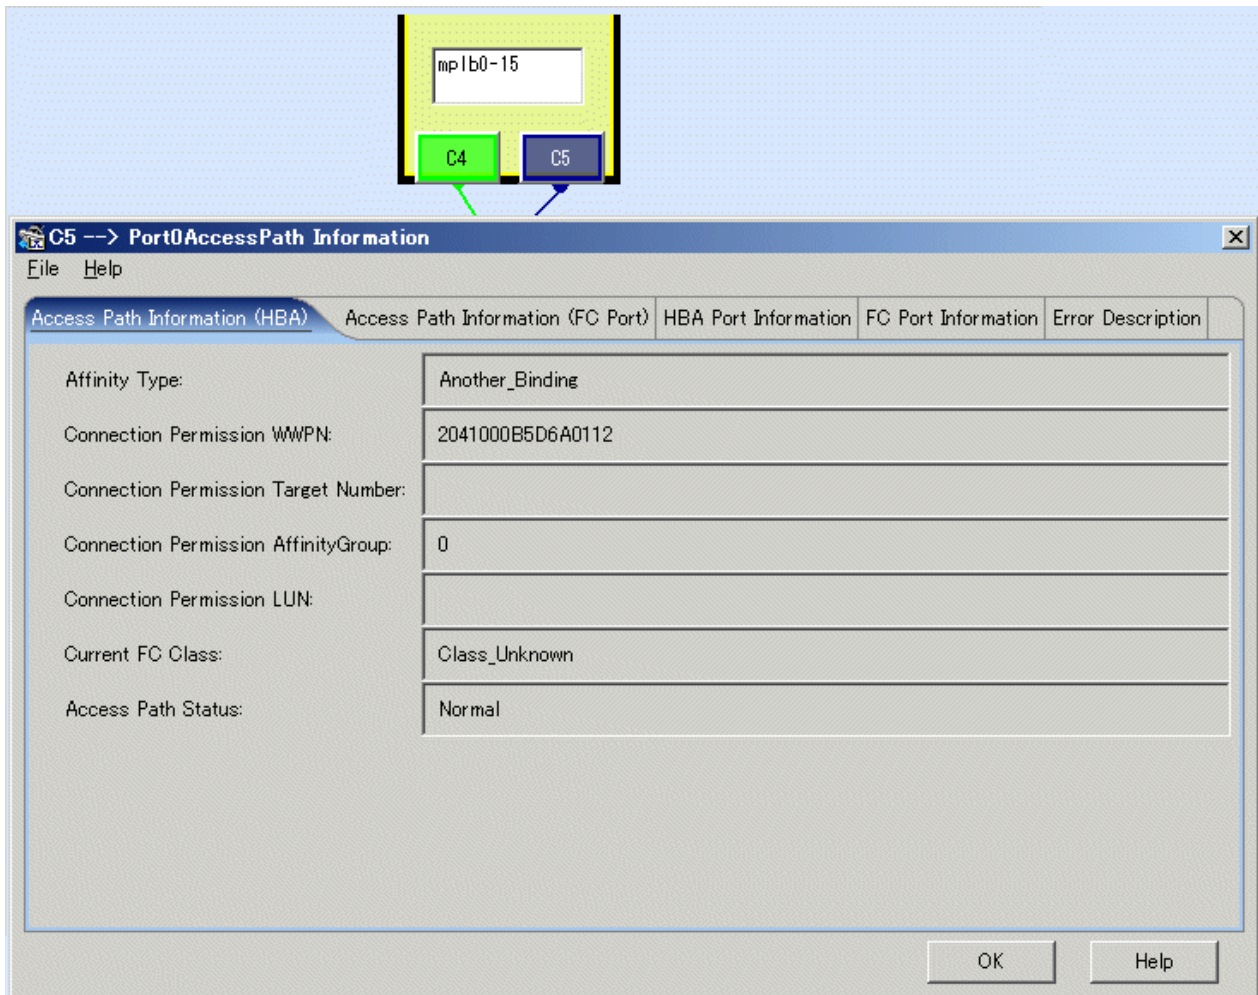 mplb0-15
C4 C5
C5 --> Port0AccessPath Information
File Help
Access Path Information (HBA) Access Path Information (FC Port) HBA Port Information FC Port Information Error Description
Affinity Type: Another_Binding
Connection Permission WWPN: 2041000B5D6A0112
Connection Permission Target Number:
Connection Permission AffinityGroup: 0
Connection Permission LUN:
Current FC Class: Class_Unknown
Access Path Status: Normal
OK Help